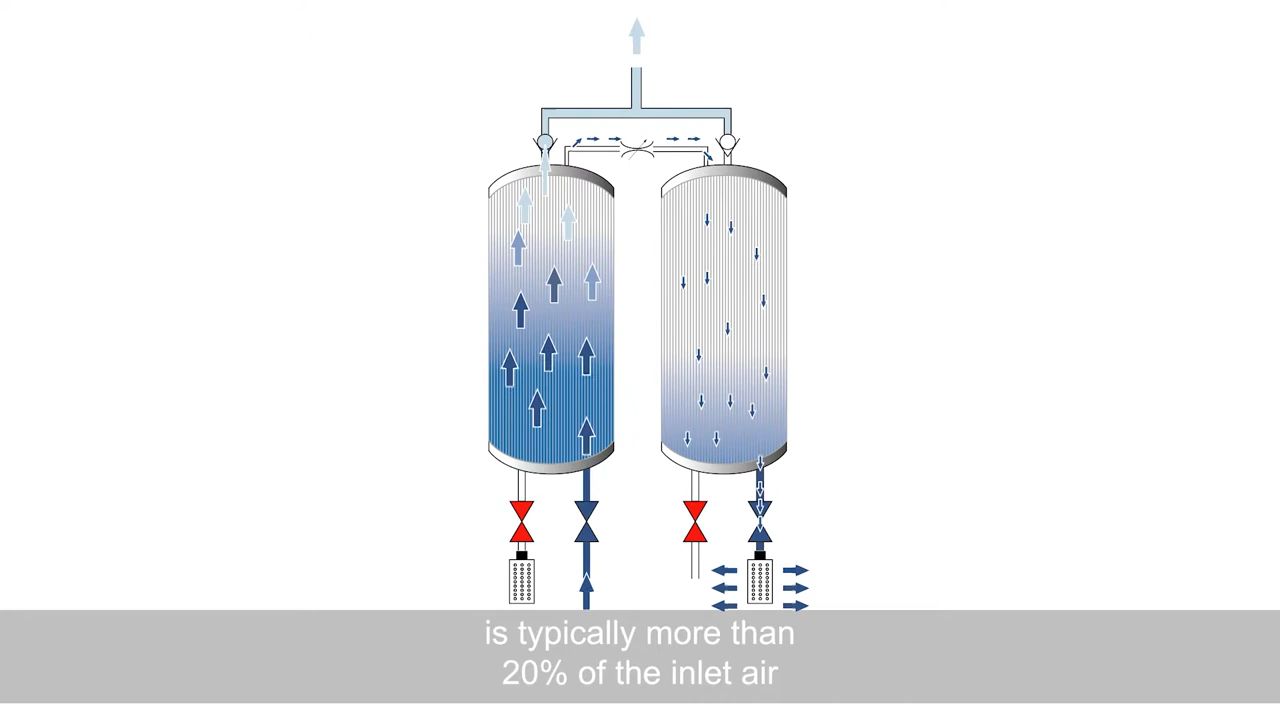 is typically more than
20% of the inlet air